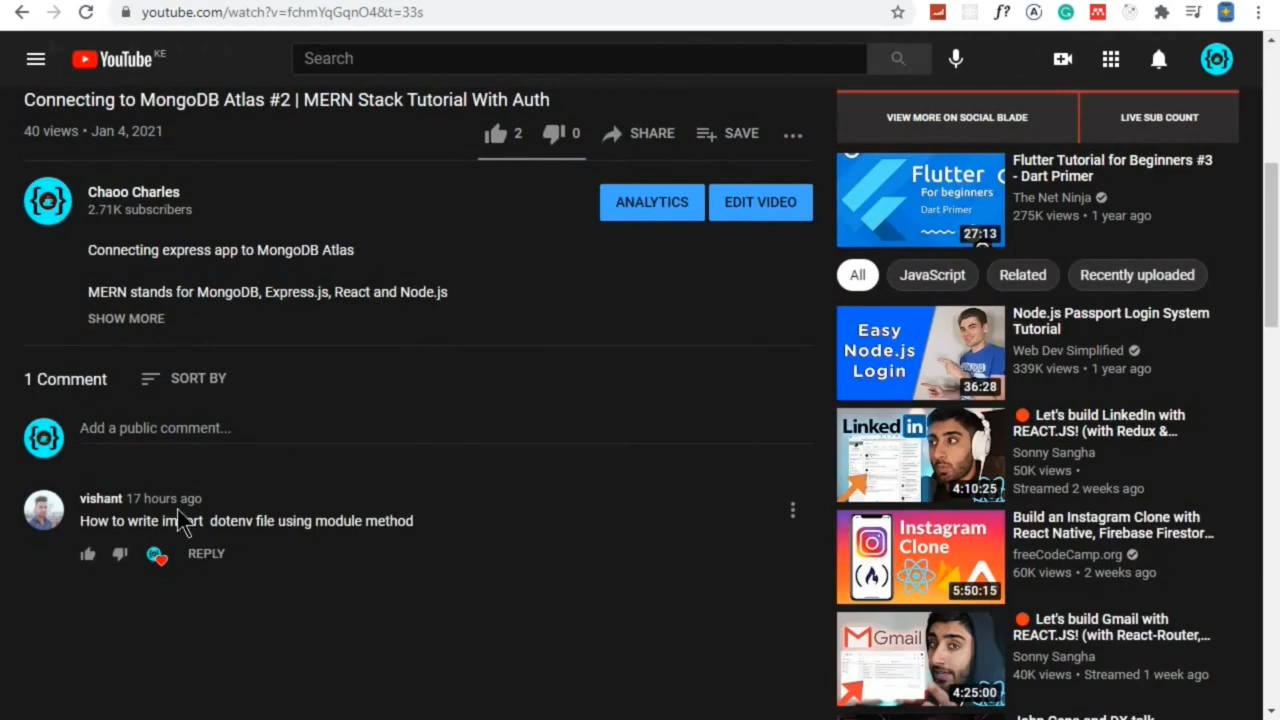 youtube.com/watch?v=fchmYqGqnO4&t=33s
YouTube KE
Search
Connecting to MongoDB Atlas #2 | MERN Stack Tutorial With Auth
40 views • Jan 4, 2021
2
0
SHARE
SAVE
Chaoo Charles
2.71K subscribers
ANALYTICS
EDIT VIDEO
Connecting express app to MongoDB Atlas
MERN stands for MongoDB, Express.js, React and Node.js
SHOW MORE
1 Comment
SORT BY
Add a public comment...
vishant 17 hours ago
How to write import dotenv file using module method
REPLY
VIEW MORE ON SOCIAL BLADE
LIVE SUB COUNT
Flutter
For beginners
Dart Primer
27:13
Flutter Tutorial for Beginners #3
- Dart Primer
The Net Ninja
275K views • 1 year ago
All
JavaScript
Related
Recently uploaded
Easy
Node.js
Login
36:28
Node.js Passport Login System
Tutorial
Web Dev Simplified
339K views • 1 year ago
Linked in
4:10:25
Let's build LinkedIn with
REACT.JS! (with Redux &...
Sonny Sangha
50K views •
Streamed 2 weeks ago
Instagram
Clone
5:50:15
Build an Instagram Clone with
React Native, Firebase Firestor...
freeCodeCamp.org
60K views • 2 weeks ago
Gmail
4:25:00
Let's build Gmail with
REACT.JS! (with React-Router,...
Sonny Sangha
40K views • Streamed 1 week ago